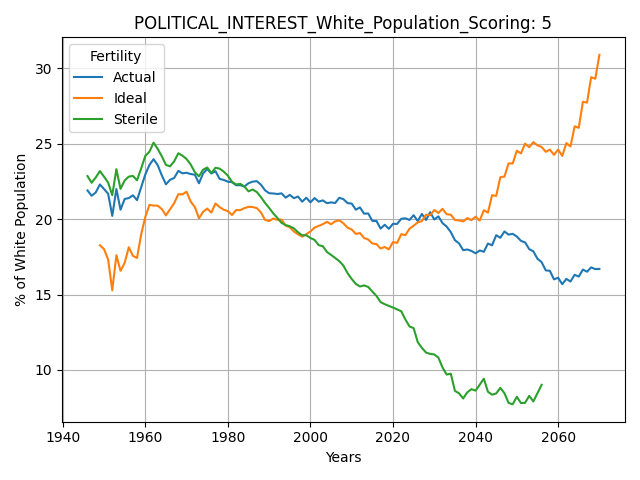 POLITICAL_INTEREST_White_Population_Scoring: 5
Fertility
Actual
Ideal
Sterile
% of White Population
30
25
20
15
10
1940
1960
1980
2000
2020
2040
2060
Years